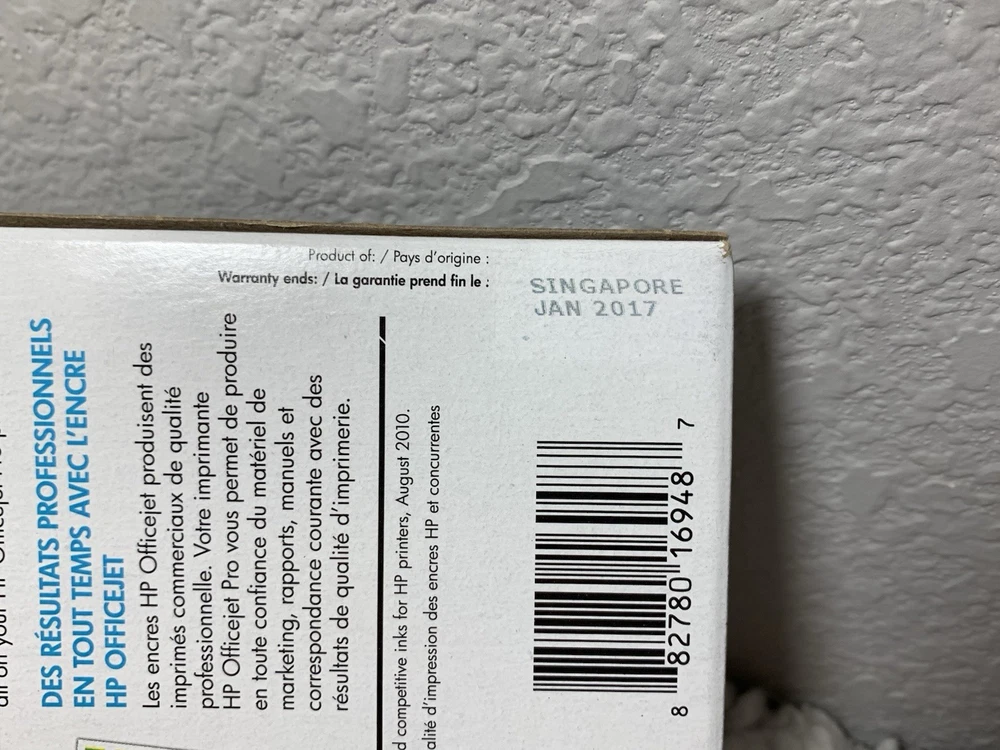 Product of: / Pays d'origine :
Warranty ends: / La garantie prend fin le :
SINGAPORE
JAN 2017
DES RÉSULTATS PROFESSIONNELS
EN TOUT TEMPS AVEC L'ENCRE
HP OFFICEJET
Les encres HP Officejet produisent des
imprimés commerciaux de qualité
professionnelle. Votre imprimante
HP Officejet Pro vous permet de produire
en toute confiance du matériel de
marketing, rapports, manuels et
correspondance courante avec des
résultats de qualité d'imprimerie.
competitive inks for HP printers, August 2010.
d'impression des encres HP et concurrentes
8 82780 16948 7